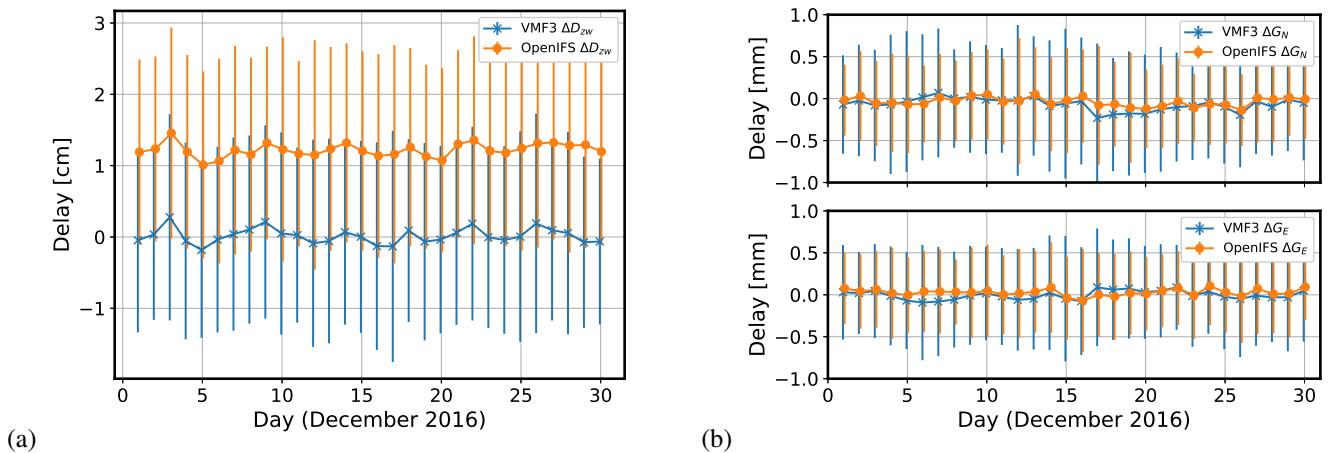 3
2
1
0
−1
Delay [cm]
VMF3 ΔD_zw
OpenIFS ΔD_zw
0 5 10 15 20 25 30
Day (December 2016)
(a)
1.0
0.5
0.0
−0.5
−1.0
Delay [mm]
VMF3 ΔG_N
OpenIFS ΔG_N
1.0
0.5
0.0
−0.5
−1.0
Delay [mm]
VMF3 ΔG_E
OpenIFS ΔG_E
0 5 10 15 20 25 30
Day (December 2016)
(b)